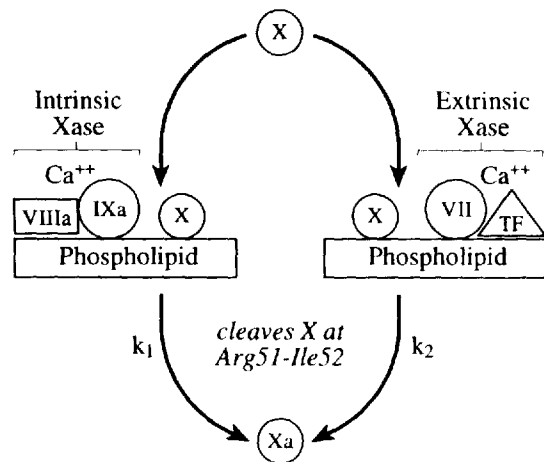 X
Intrinsic
Xase
Extrinsic
Xase
Ca++
Ca++
VIIIa
IXa
X
X
VII
TF
Phospholipid
Phospholipid
k1
cleaves X at
Arg51-Ile52
k2
Xa